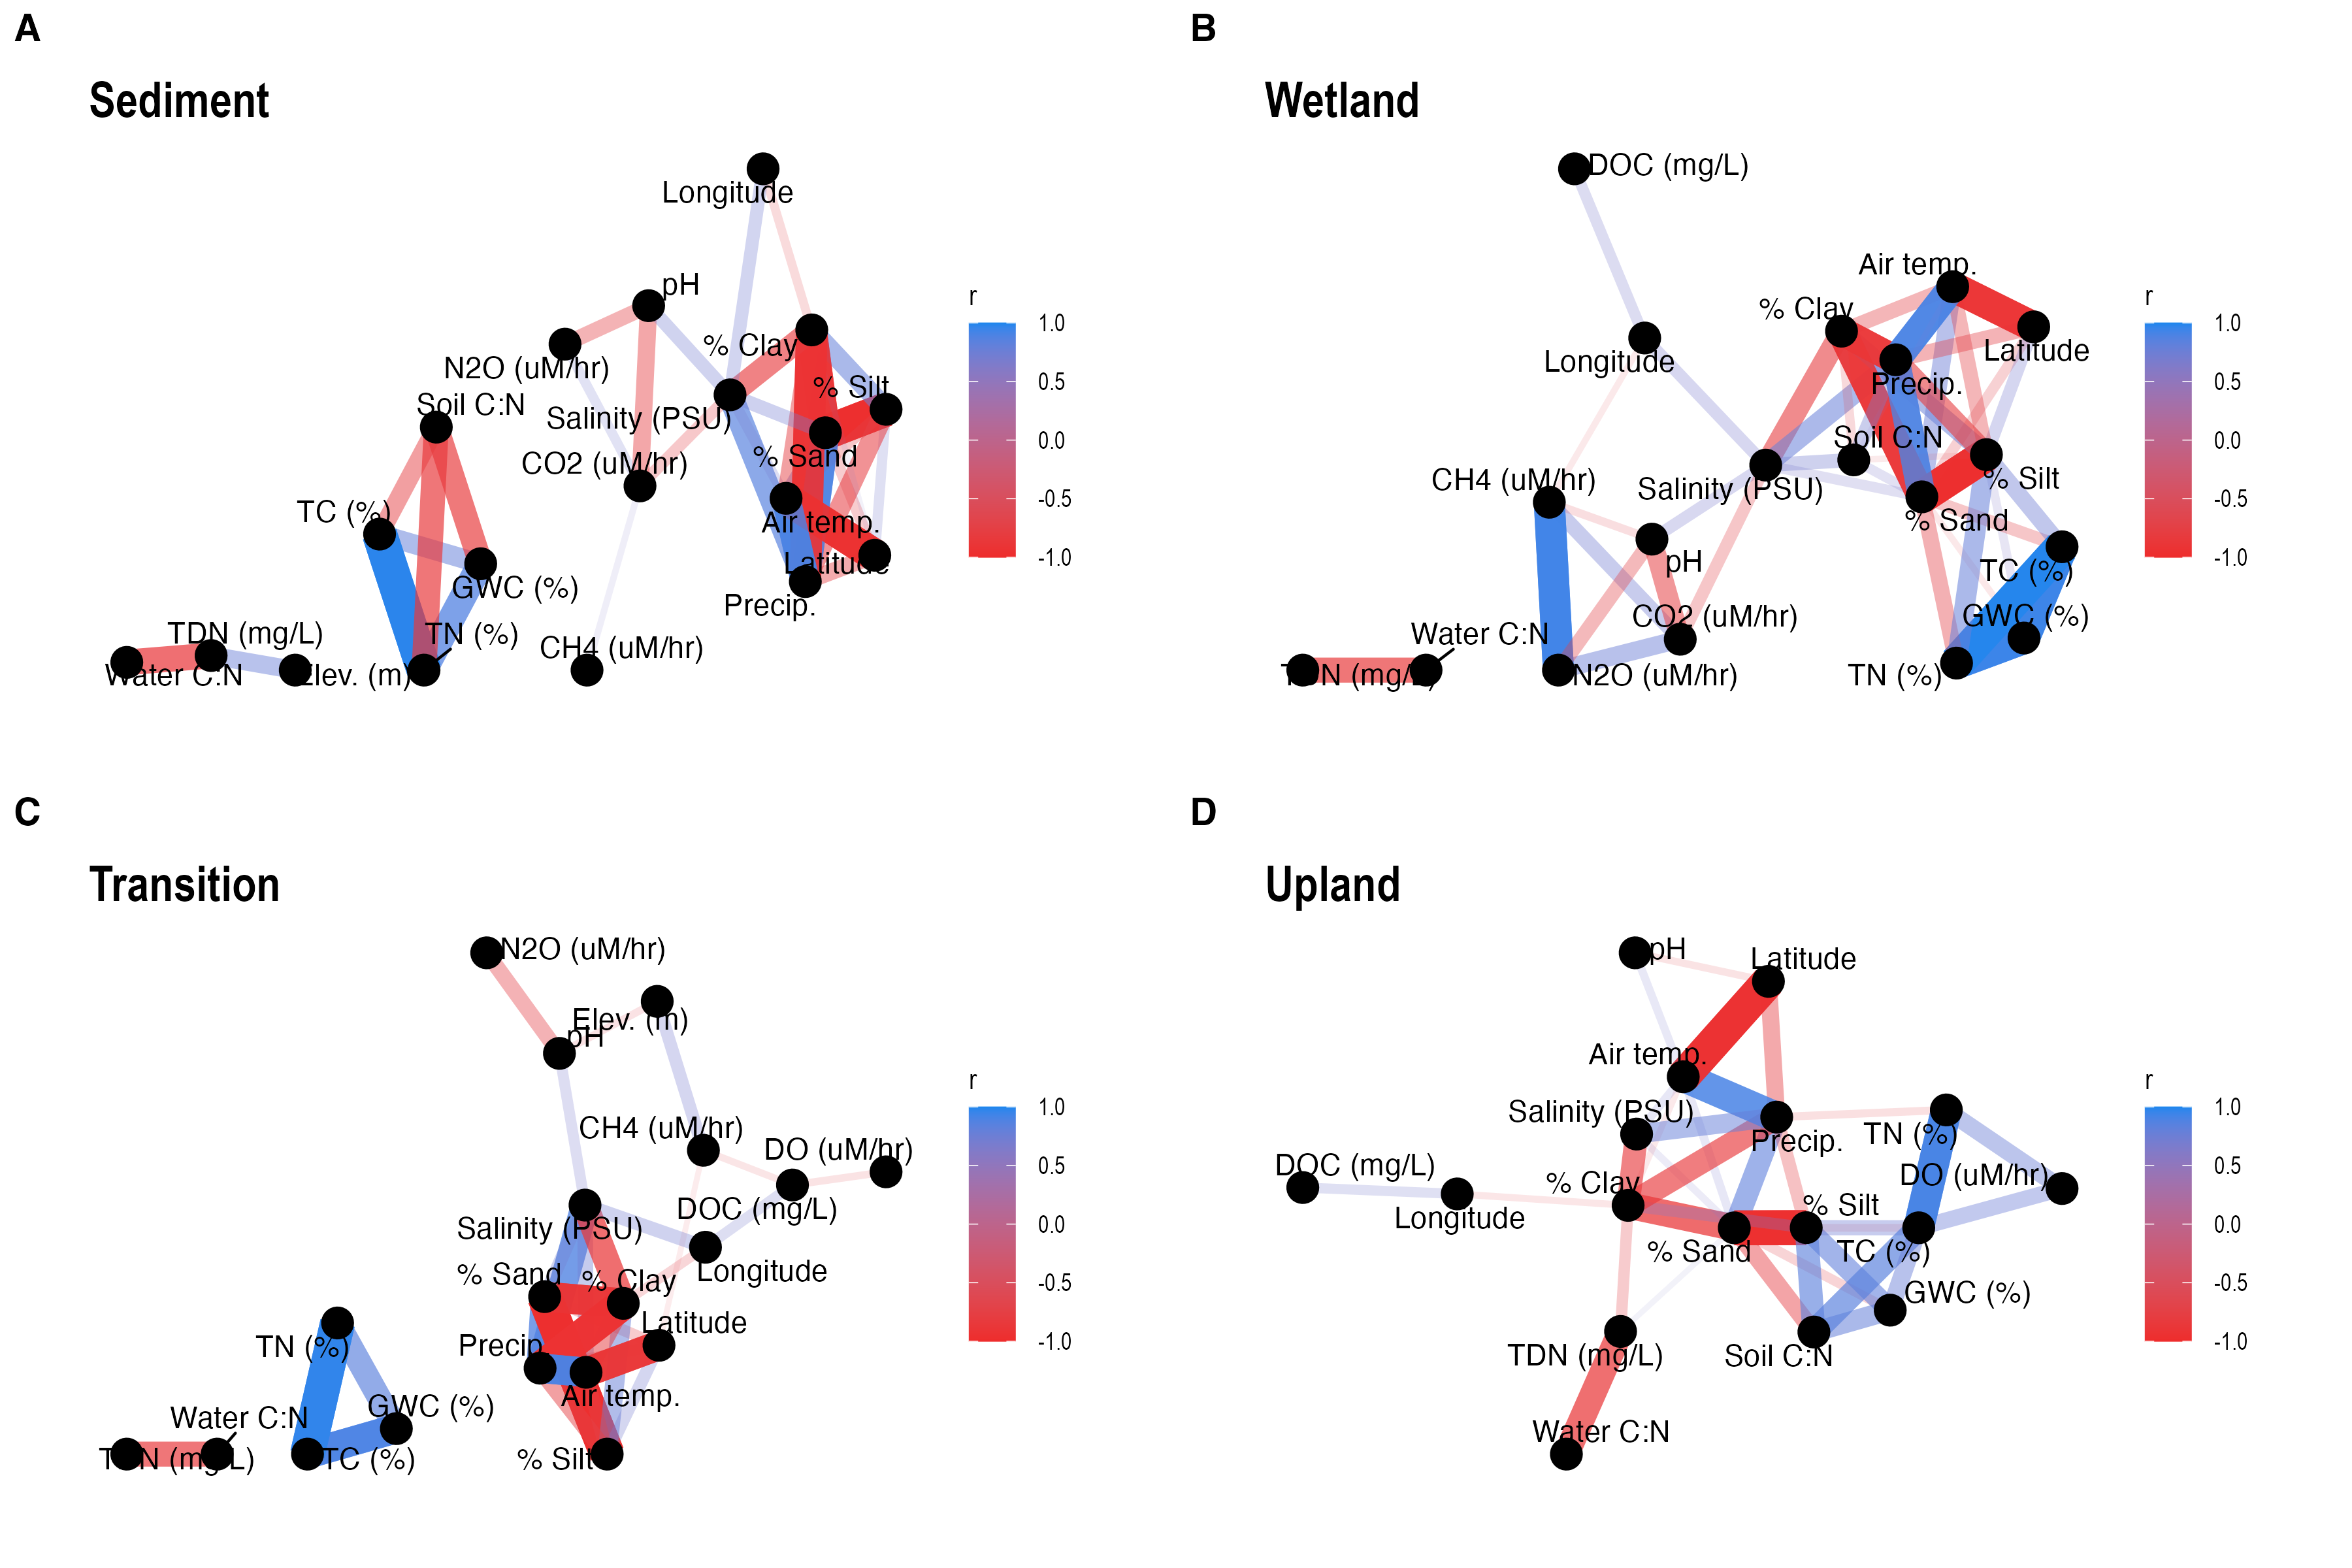 A
Sediment
Longitude
pH
% Clay
N2O (uM/hr)
% Silt
Soil C:N
Salinity (PSU)
% Sand
CO2 (uM/hr)
TC (%)
Air temp.
Latitude
GWC (%)
Precip.
TDN (mg/L)
TN (%)
CH4 (uM/hr)
Water C:N
Elev. (m)
r
1.0
0.5
0.0
-0.5
-1.0
B
Wetland
DOC (mg/L)
Air temp.
% Clay
Latitude
Longitude
Precip.
Soil C:N
CH4 (uM/hr)
Salinity (PSU)
% Silt
% Sand
pH
TC (%)
CO2 (uM/hr)
GWC (%)
Water C:N
TDN (mg/L)
N2O (uM/hr)
TN (%)
r
1.0
0.5
0.0
-0.5
-1.0
C
Transition
N2O (uM/hr)
Elev. (m)
pH
CH4 (uM/hr)
DO (uM/hr)
DOC (mg/L)
Salinity (PSU)
Longitude
% Sand
% Clay
Latitude
Precip.
TN (%)
Air temp.
GWC (%)
Water C:N
TDN (mg/L)
TC (%)
% Silt
r
1.0
0.5
0.0
-0.5
-1.0
D
Upland
pH
Latitude
Air temp.
Salinity (PSU)
TN (%)
Precip.
DOC (mg/L)
DO (uM/hr)
% Clay
% Silt
Longitude
% Sand
TC (%)
GWC (%)
TDN (mg/L)
Soil C:N
Water C:N
r
1.0
0.5
0.0
-0.5
-1.0